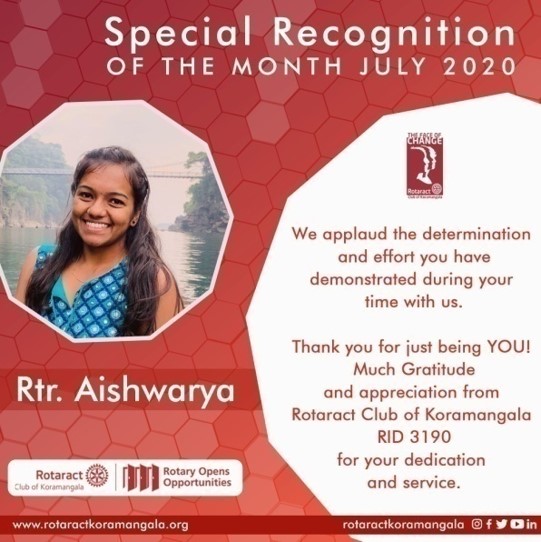 Special Recognition
OF THE MONTH JULY 2020
THE FACE OF
CHANGE
Rotaract
Club of Koramangala
We applaud the determination
and effort you have
demonstrated during your
time with us.
Thank you for just being YOU!
Much Gratitude
and appreciation from
Rotaract Club of Koramangala
RID 3190
for your dedication
and service.
Rtr. Aishwarya
Rotaract
Club of Koramangala
Rotary Opens
Opportunities
www.rotaractkoramangala.org
rotaractkoramangala